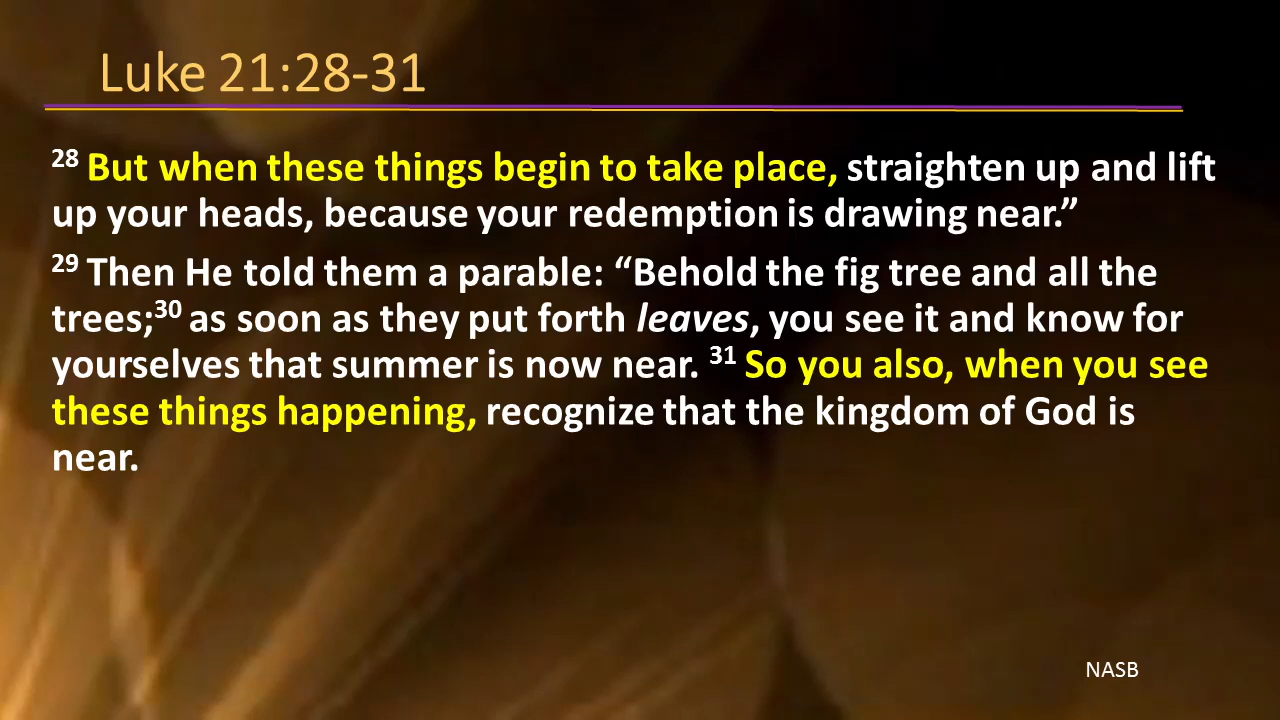 Luke 21:28-31
28 But when these things begin to take place, straighten up and lift
up your heads, because your redemption is drawing near.”
29 Then He told them a parable: “Behold the fig tree and all the
trees;30 as soon as they put forth leaves, you see it and know for
yourselves that summer is now near. 31 So you also, when you see
these things happening, recognize that the kingdom of God is
near.
NASB